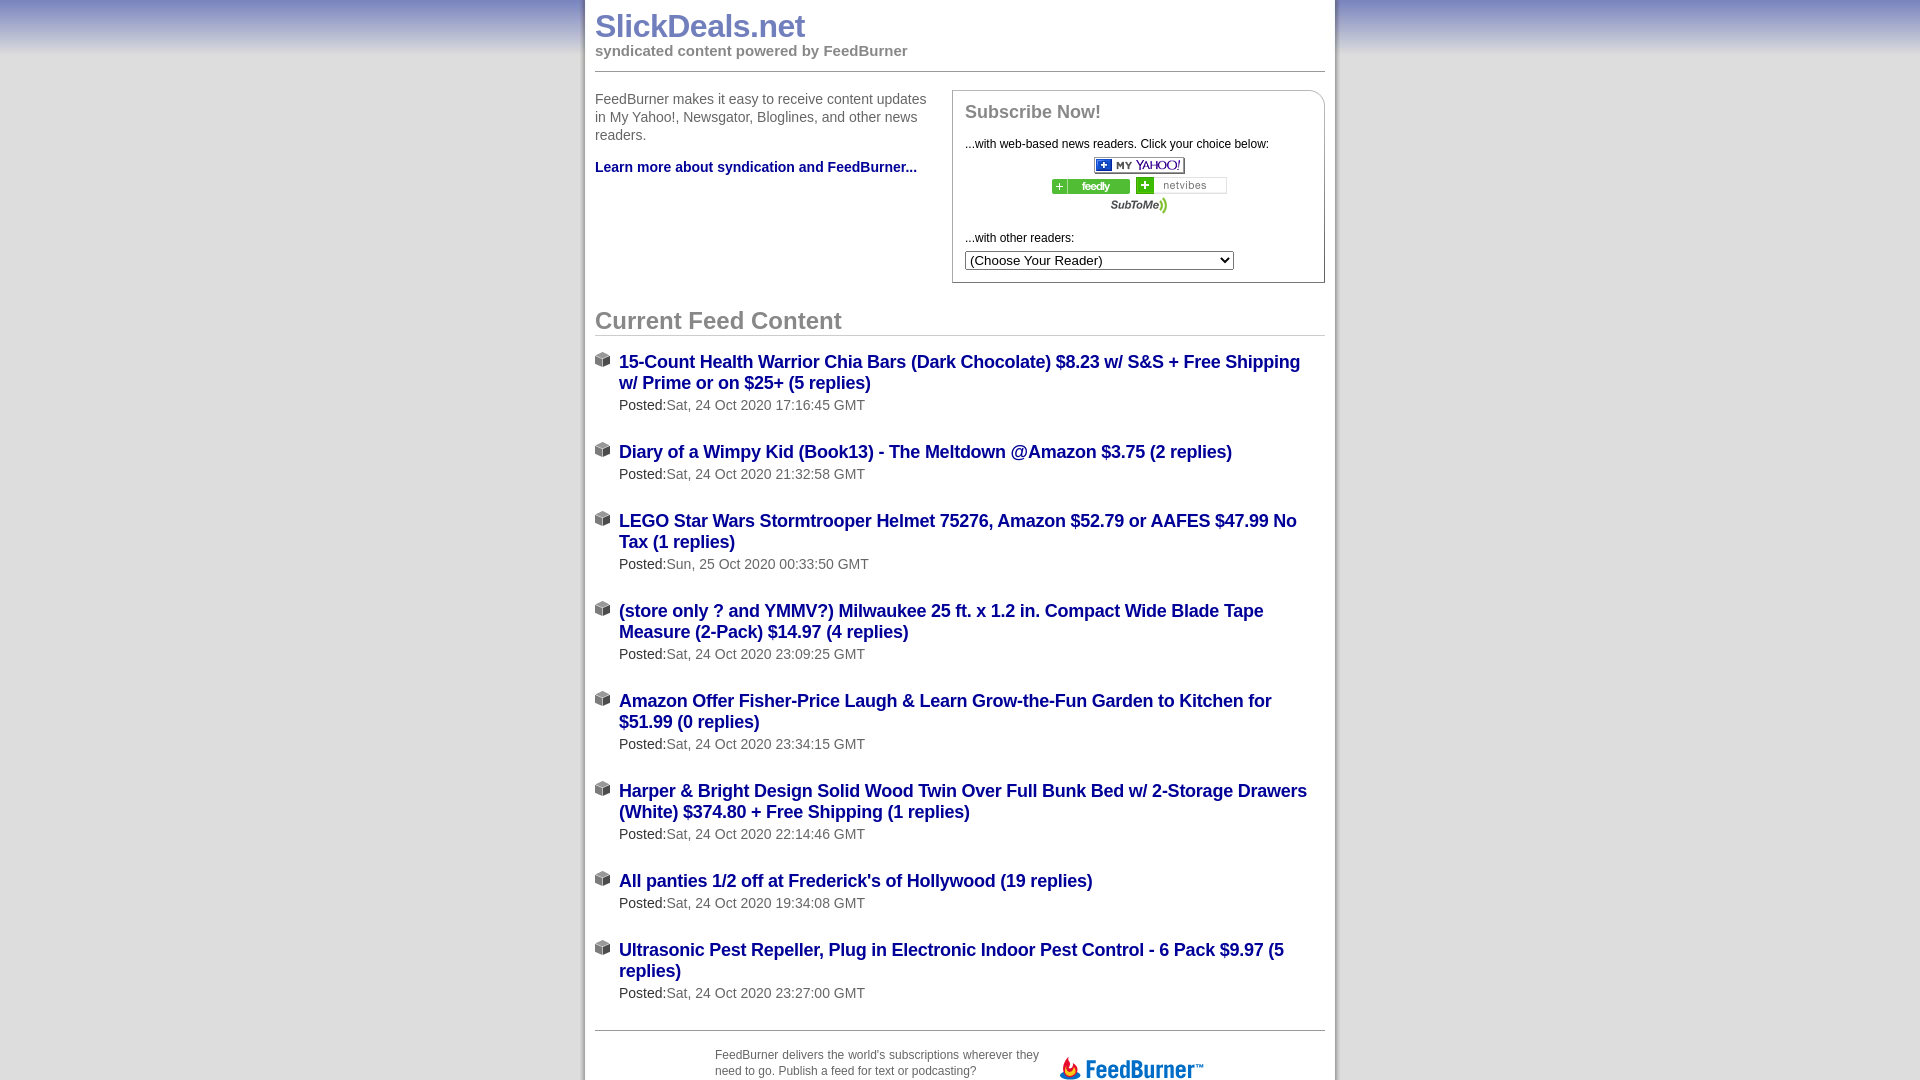 SlickDeals.net
syndicated content powered by FeedBurner
FeedBurner makes it easy to receive content updates
in My Yahoo!, Newsgator, Bloglines, and other news
readers.
Learn more about syndication and FeedBurner...
Subscribe Now!
...with web-based news readers. Click your choice below:
MY YAHOO!
feedly
netvibes
SubToMe
...with other readers:
(Choose Your Reader)
Current Feed Content
15-Count Health Warrior Chia Bars (Dark Chocolate) $8.23 w/ S&S + Free Shipping
w/ Prime or on $25+ (5 replies)
Posted:Sat, 24 Oct 2020 17:16:45 GMT
Diary of a Wimpy Kid (Book13) - The Meltdown @Amazon $3.75 (2 replies)
Posted:Sat, 24 Oct 2020 21:32:58 GMT
LEGO Star Wars Stormtrooper Helmet 75276, Amazon $52.79 or AAFES $47.99 No
Tax (1 replies)
Posted:Sun, 25 Oct 2020 00:33:50 GMT
(store only ? and YMMV?) Milwaukee 25 ft. x 1.2 in. Compact Wide Blade Tape
Measure (2-Pack) $14.97 (4 replies)
Posted:Sat, 24 Oct 2020 23:09:25 GMT
Amazon Offer Fisher-Price Laugh & Learn Grow-the-Fun Garden to Kitchen for
$51.99 (0 replies)
Posted:Sat, 24 Oct 2020 23:34:15 GMT
Harper & Bright Design Solid Wood Twin Over Full Bunk Bed w/ 2-Storage Drawers
(White) $374.80 + Free Shipping (1 replies)
Posted:Sat, 24 Oct 2020 22:14:46 GMT
All panties 1/2 off at Frederick's of Hollywood (19 replies)
Posted:Sat, 24 Oct 2020 19:34:08 GMT
Ultrasonic Pest Repeller, Plug in Electronic Indoor Pest Control - 6 Pack $9.97 (5
replies)
Posted:Sat, 24 Oct 2020 23:27:00 GMT
FeedBurner delivers the world's subscriptions wherever they
need to go. Publish a feed for text or podcasting?
FeedBurner™